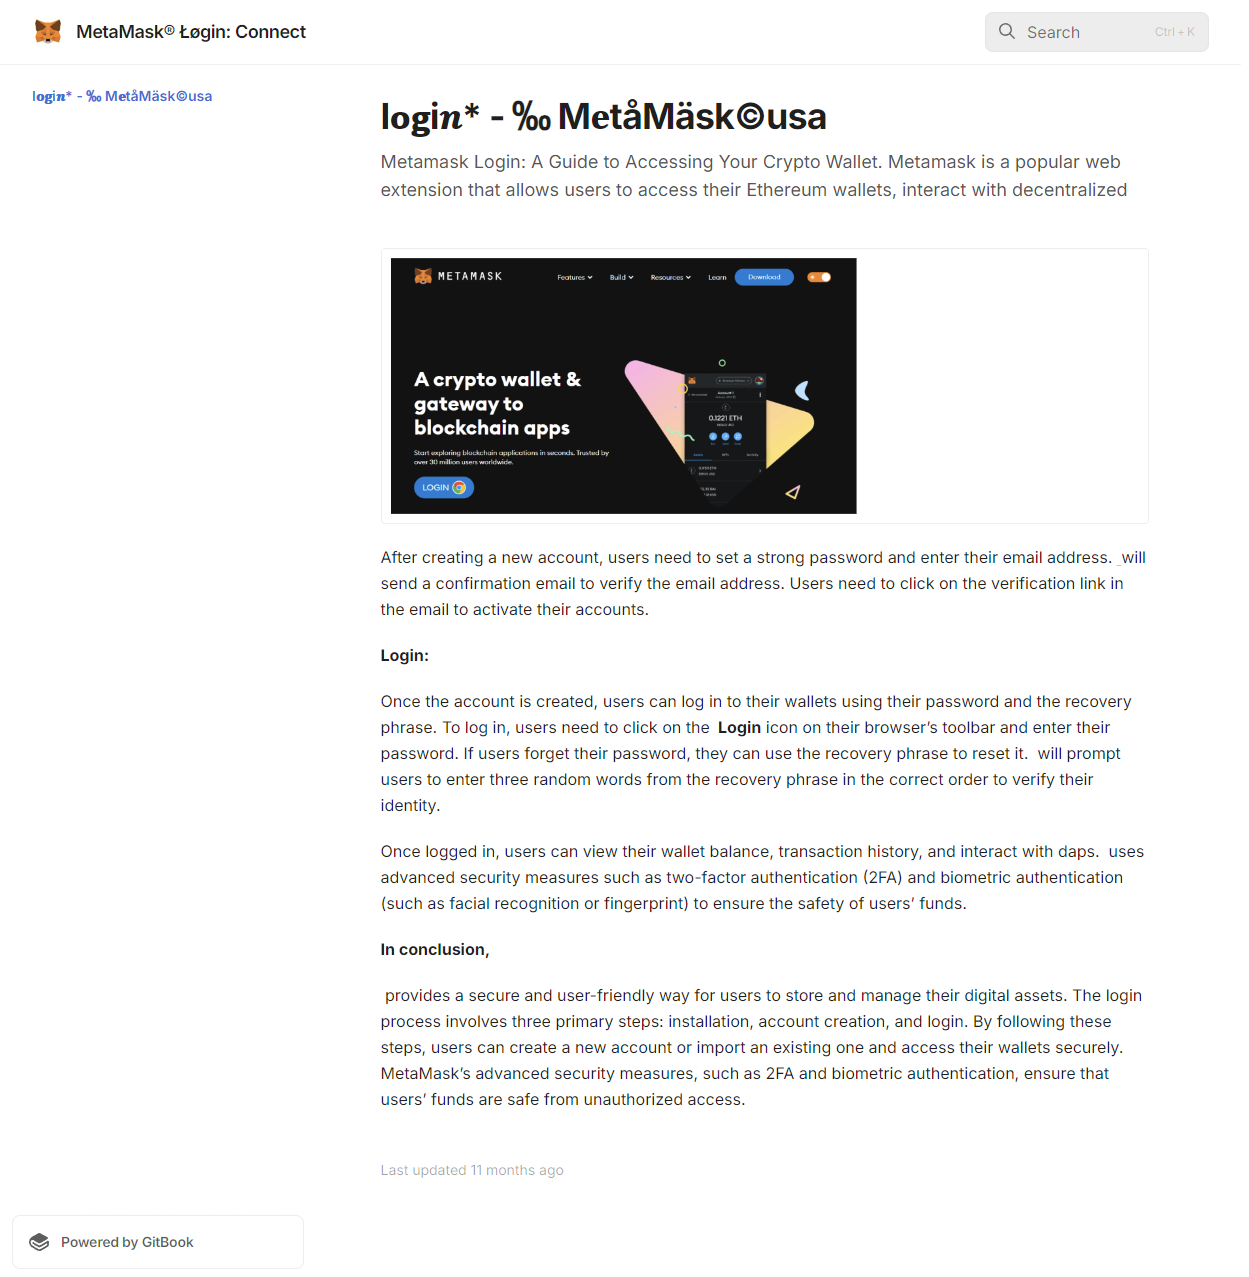 MetaMask® Łøgin: Connect
Search
Ctrl + K
𝐥𝐨𝐠i𝒏* - ‰ MetåMäsk©usa
𝐥𝐨𝐠i𝒏* - ‰ MetåMäsk©usa
Metamask Login: A Guide to Accessing Your Crypto Wallet. Metamask is a popular web
extension that allows users to access their Ethereum wallets, interact with decentralized
METAMASK
Features
Build
Resources
Learn
Download
A crypto wallet &
gateway to
blockchain apps
Start exploring blockchain applications in seconds. Trusted by
over 30 million users worldwide.
LOGIN
0.1221 ETH
After creating a new account, users need to set a strong password and enter their email address. _will
send a confirmation email to verify the email address. Users need to click on the verification link in
the email to activate their accounts.
Login:
Once the account is created, users can log in to their wallets using their password and the recovery
phrase. To log in, users need to click on the Login icon on their browser’s toolbar and enter their
password. If users forget their password, they can use the recovery phrase to reset it. will prompt
users to enter three random words from the recovery phrase in the correct order to verify their
identity.
Once logged in, users can view their wallet balance, transaction history, and interact with daps. uses
advanced security measures such as two-factor authentication (2FA) and biometric authentication
(such as facial recognition or fingerprint) to ensure the safety of users’ funds.
In conclusion,
provides a secure and user-friendly way for users to store and manage their digital assets. The login
process involves three primary steps: installation, account creation, and login. By following these
steps, users can create a new account or import an existing one and access their wallets securely.
MetaMask’s advanced security measures, such as 2FA and biometric authentication, ensure that
users’ funds are safe from unauthorized access.
Last updated 11 months ago
Powered by GitBook